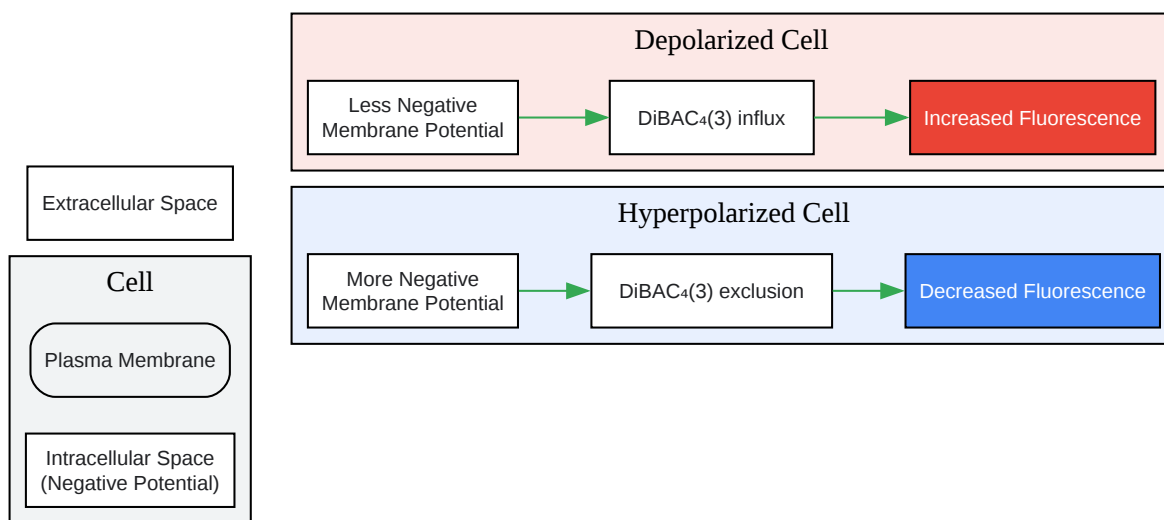 Depolarized Cell
Less Negative
Membrane Potential
DiBAC₄(3) influx
Increased Fluorescence
Extracellular Space
Hyperpolarized Cell
More Negative
Membrane Potential
DiBAC₄(3) exclusion
Decreased Fluorescence
Cell
Plasma Membrane
Intracellular Space
(Negative Potential)